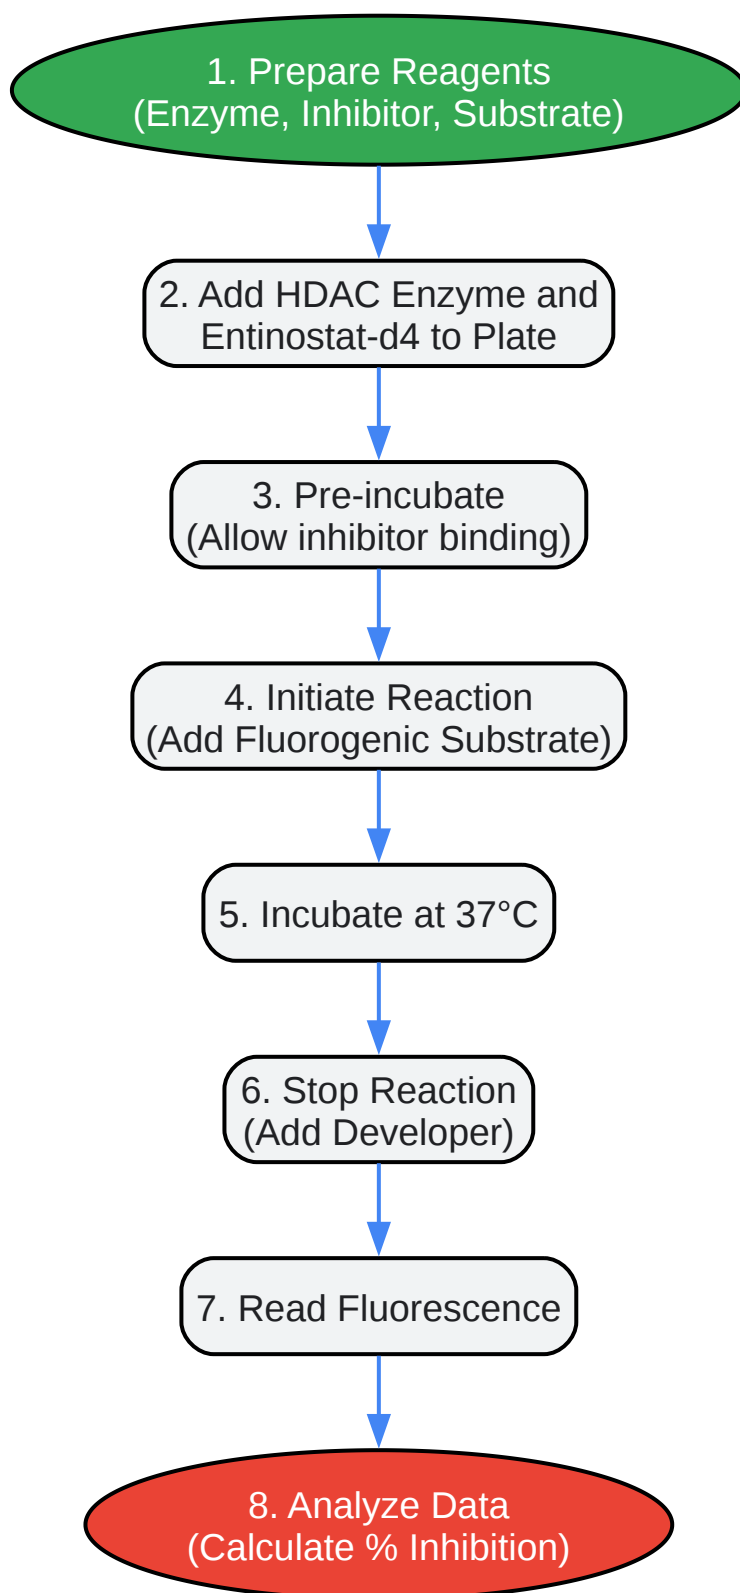 1. Prepare Reagents
(Enzyme, Inhibitor, Substrate)
2. Add HDAC Enzyme and
Entinostat-d4 to Plate
3. Pre-incubate
(Allow inhibitor binding)
4. Initiate Reaction
(Add Fluorogenic Substrate)
5. Incubate at 37°C
6. Stop Reaction
(Add Developer)
7. Read Fluorescence
8. Analyze Data
(Calculate % Inhibition)